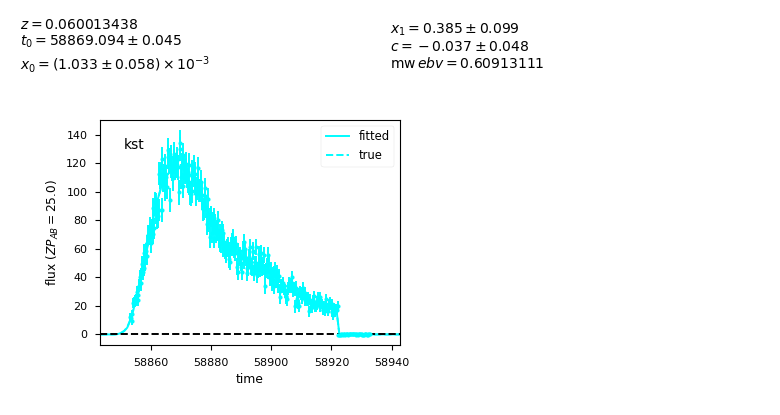 z = 0.060013438
t₀ = 58869.094 ± 0.045
x₀ = (1.033 ± 0.058) × 10⁻³
x₁ = 0.385 ± 0.099
c = −0.037 ± 0.048
mw ebv = 0.60913111
kst
fitted
true
140
120
100
80
60
40
20
0
flux (ZP_AB = 25.0)
58860 58880 58900 58920 58940
time